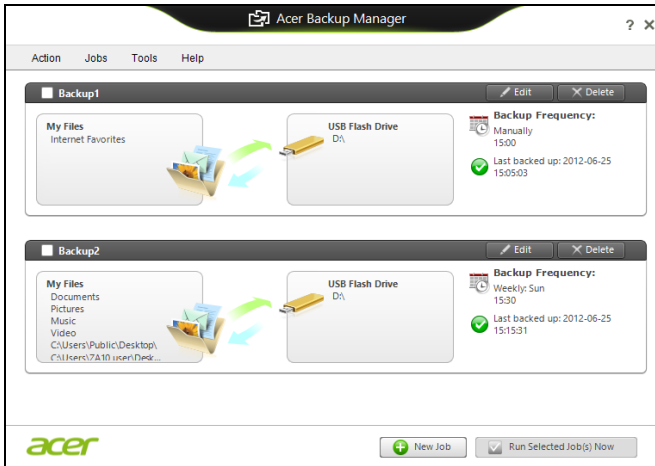 Acer Backup Manager
? X
Action Jobs Tools Help
Backup1 Edit Delete
My Files
Internet Favorites
USB Flash Drive
D:\
Backup Frequency:
Manually
15:00
Last backed up: 2012-06-25
15:05:03
Backup2 Edit Delete
My Files
Documents
Pictures
Music
Video
C:\Users\Public\Desktop\
C:\Users\ZA10 user\Desk...
USB Flash Drive
D:\
Backup Frequency:
Weekly: Sun
15:30
Last backed up: 2012-06-25
15:15:31
acer
New Job
Run Selected Job(s) Now